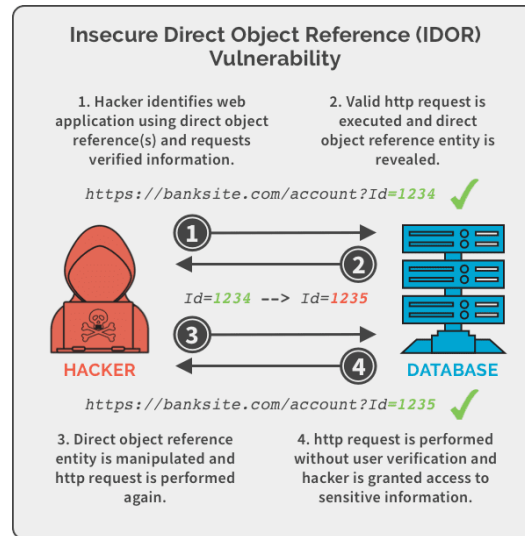 Insecure Direct Object Reference (IDOR)
Vulnerability
1. Hacker identifies web
application using direct object
reference(s) and requests
verified information.
2. Valid http request is
executed and direct
object reference entity is
revealed.
https://banksite.com/account?Id=1234
1
2
Id=1234 --> Id=1235
3
4
HACKER
DATABASE
https://banksite.com/account?Id=1235
3. Direct object reference
entity is manipulated and
http request is performed
again.
4. http request is performed
without user verification and
hacker is granted access to
sensitive information.